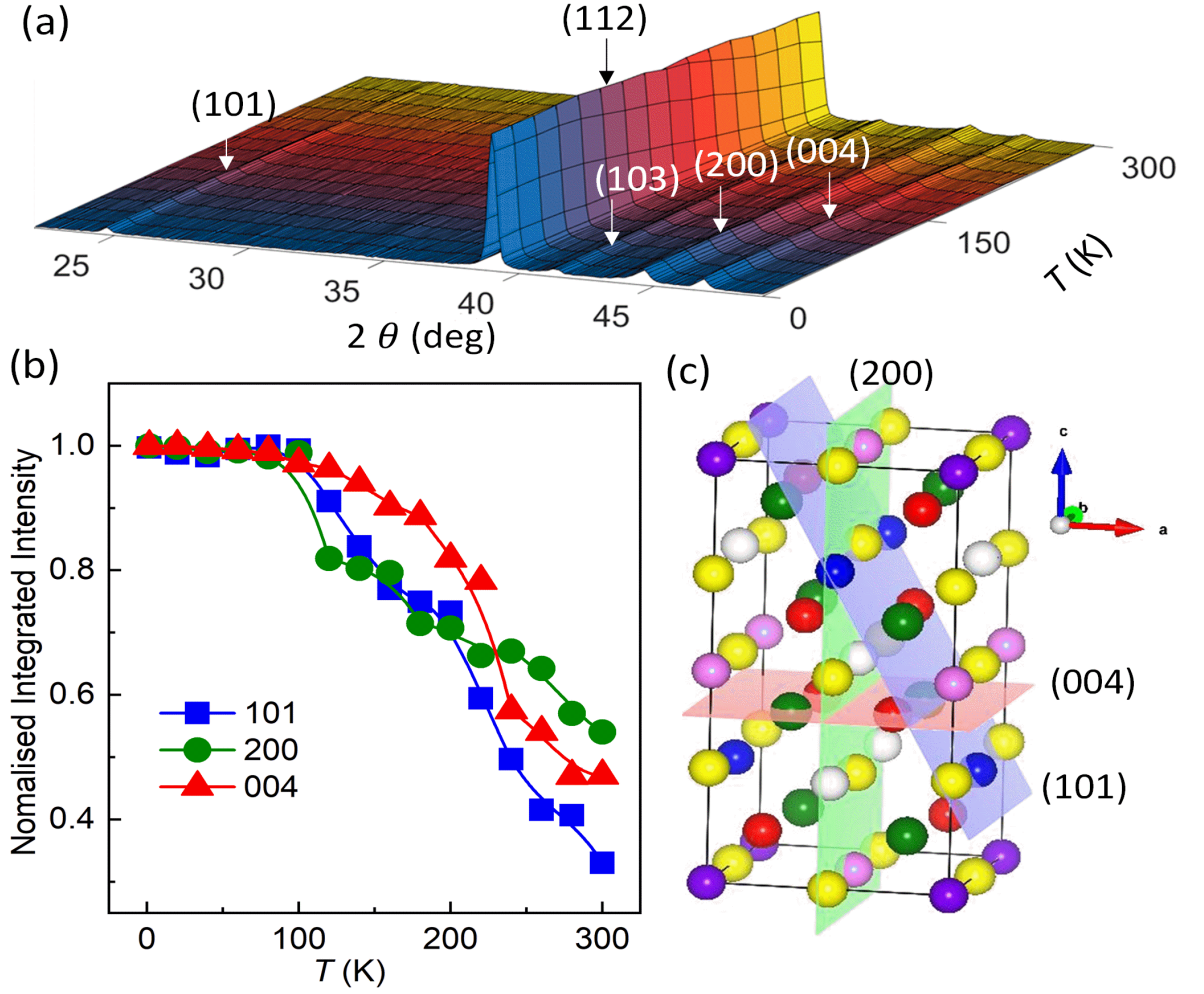 (a)
(112)
(101)
(103)
(200)
(004)
300
150
0
T (K)
25
30
35
40
45
2 θ (deg)
(b)
1.0
0.8
0.6
0.4
Nomalised Integrated Intensity
101
200
004
0
100
200
300
T (K)
(c)
(200)
c
b
a
(004)
(101)